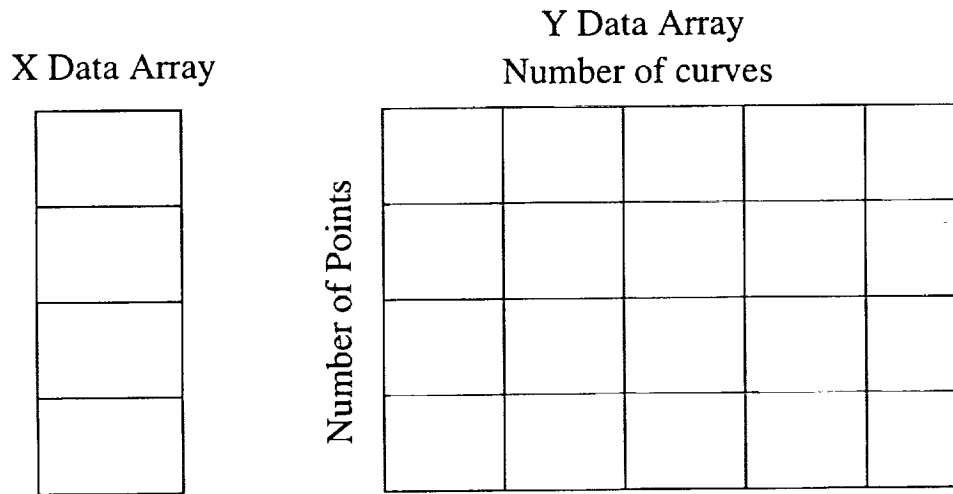 X Data Array
Y Data Array
Number of curves
Number of Points